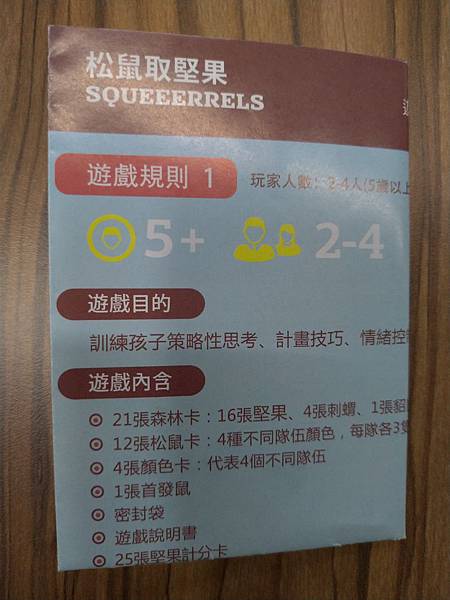 松鼠取堅果
SQUEEERRELS
遊戲規則 1
玩家人數：2-4人(5歲以上
5+ 2-4
遊戲目的
訓練孩子策略性思考、計畫技巧、情緒控
遊戲內含
21張森林卡：16張堅果、4張刺蝟、1張貂
12張松鼠卡：4種不同隊伍顏色，每隊各3隻
4張顏色卡：代表4個不同隊伍
1張首發鼠
密封袋
遊戲說明書
25張堅果計分卡